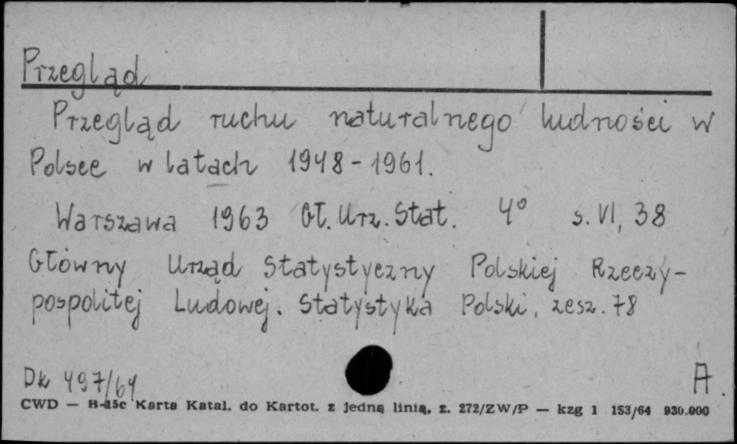 Przegląd
Przegląd ruchu naturalnego ludności w
Polsce w latach 1948-1961.
Warszawa 1963 Gł. Urz. Stat. 4° s. VI, 38
Główny Urząd Statystyczny Polskiej Rzeczy-
pospolitej Ludowej. Statystyka Polski, zesz. 78
Dk 497/64 A
CWD — B-15c Karta Katal. do Kartot. z jedną linią, z. 272/ZW/P — kzg 1 153/64 930.000